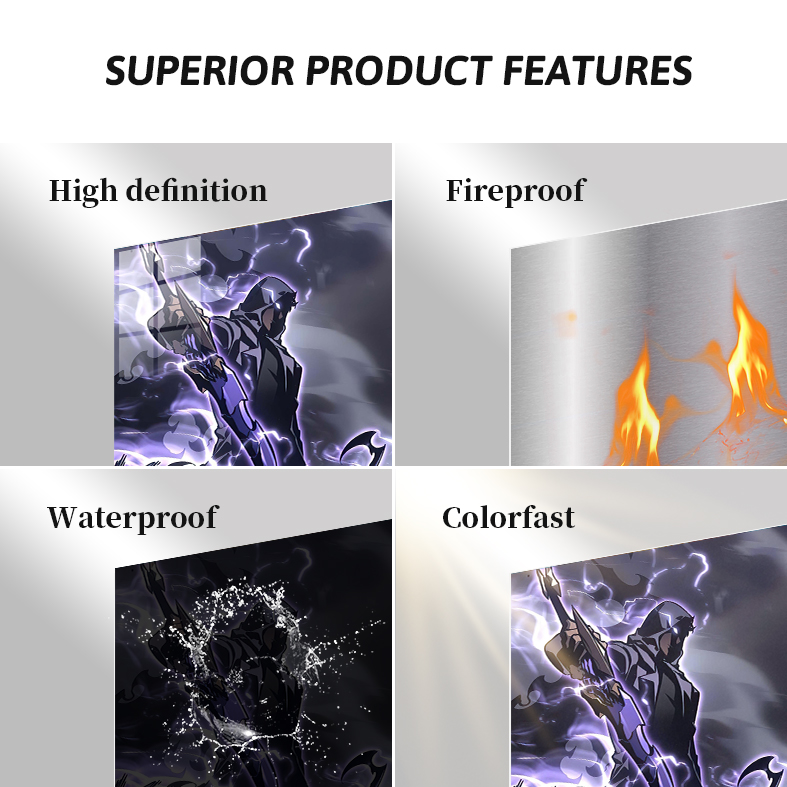 SUPERIOR PRODUCT FEATURES
High definition
Fireproof
Waterproof
Colorfast